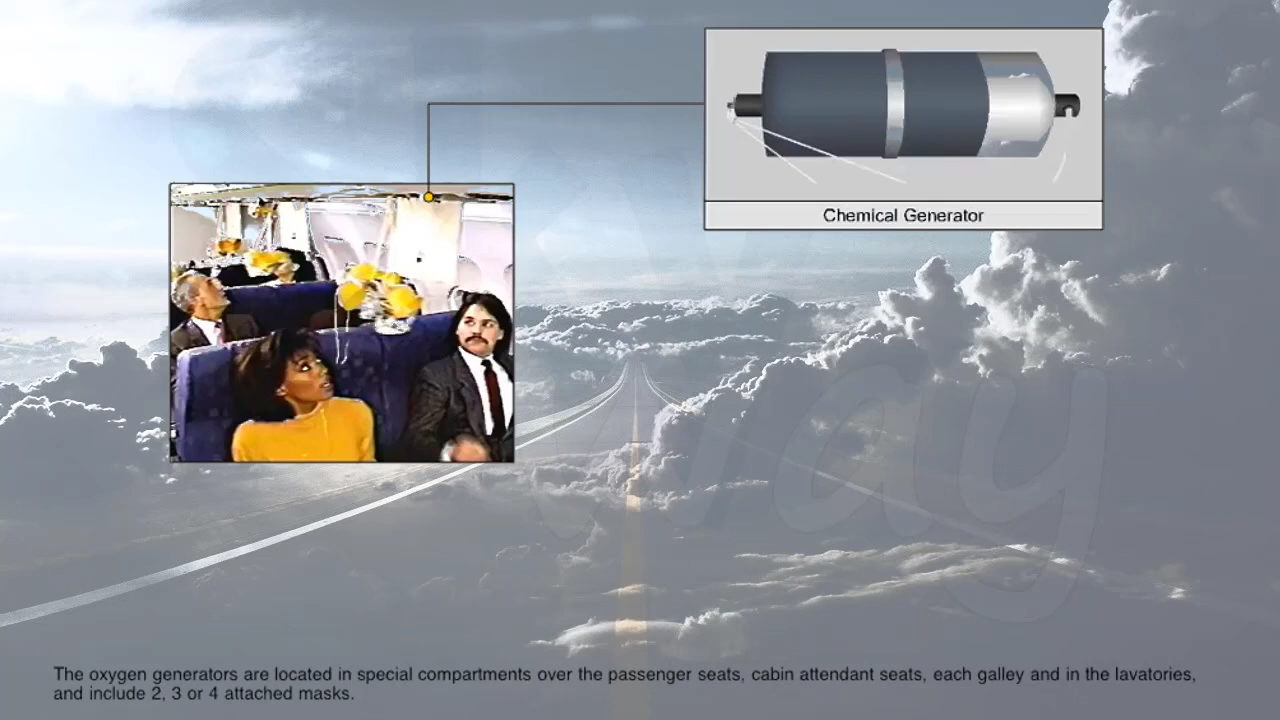 Chemical Generator
The oxygen generators are located in special compartments over the passenger seats, cabin attendant seats, each galley and in the lavatories,
and include 2, 3 or 4 attached masks.
way